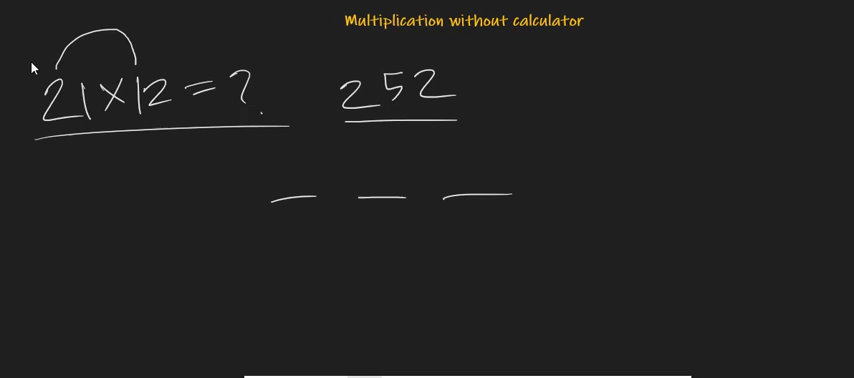 Multiplication without calculator
21 x 12 = ? 252